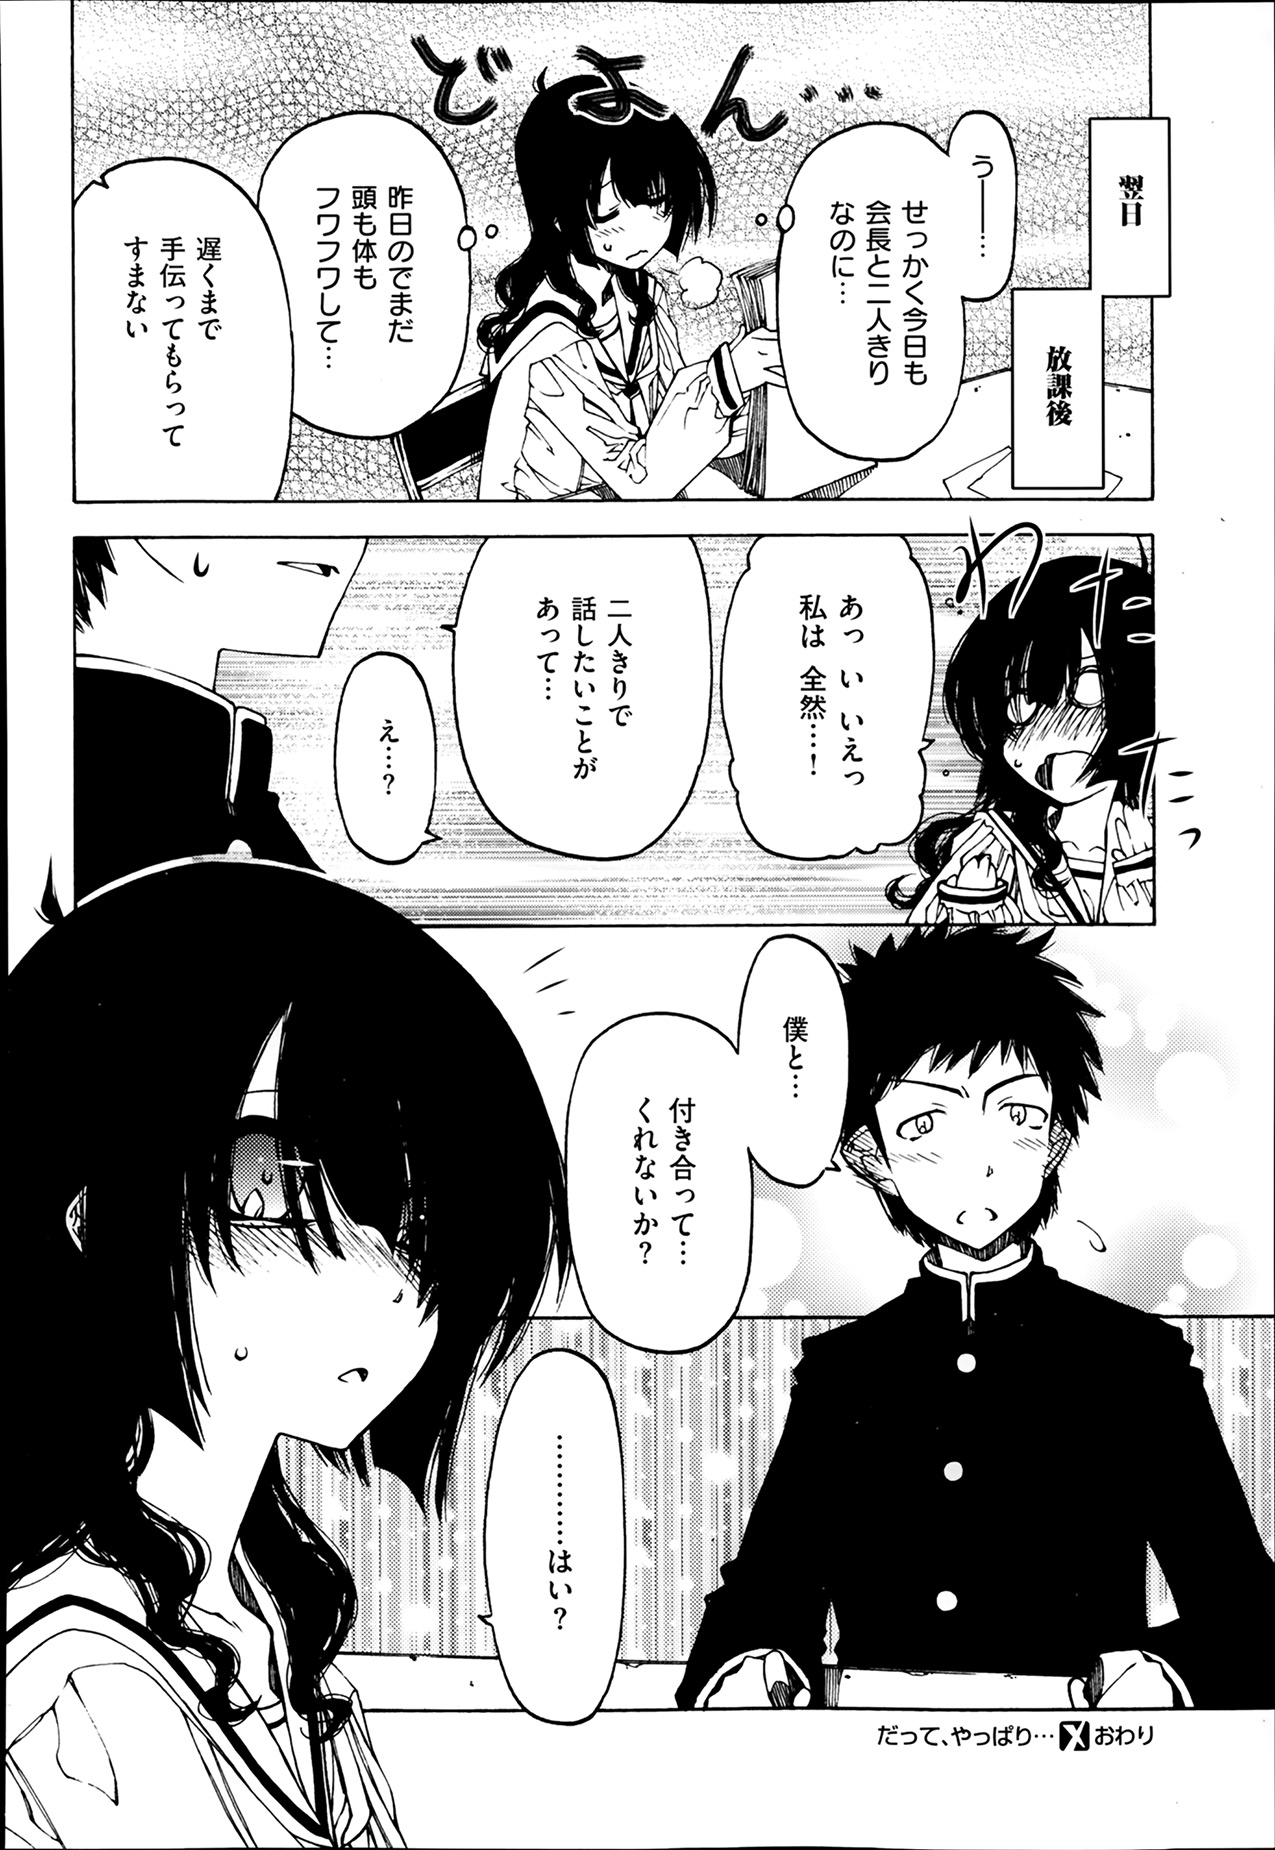 翌日
放課後
う――…
せっかく今日も
会長と二人きり
なのに…
どよん…
昨日のでまだ
頭も体も
フワフワして…
遅くまで
手伝ってもらって
すまない
わたた
あっ い いえっ
私は 全然…!
二人きりで
話したいことが
あって…
え…?
僕と…
付き合って…
くれないか?
…………はい?
だって、やっぱり… X おわり